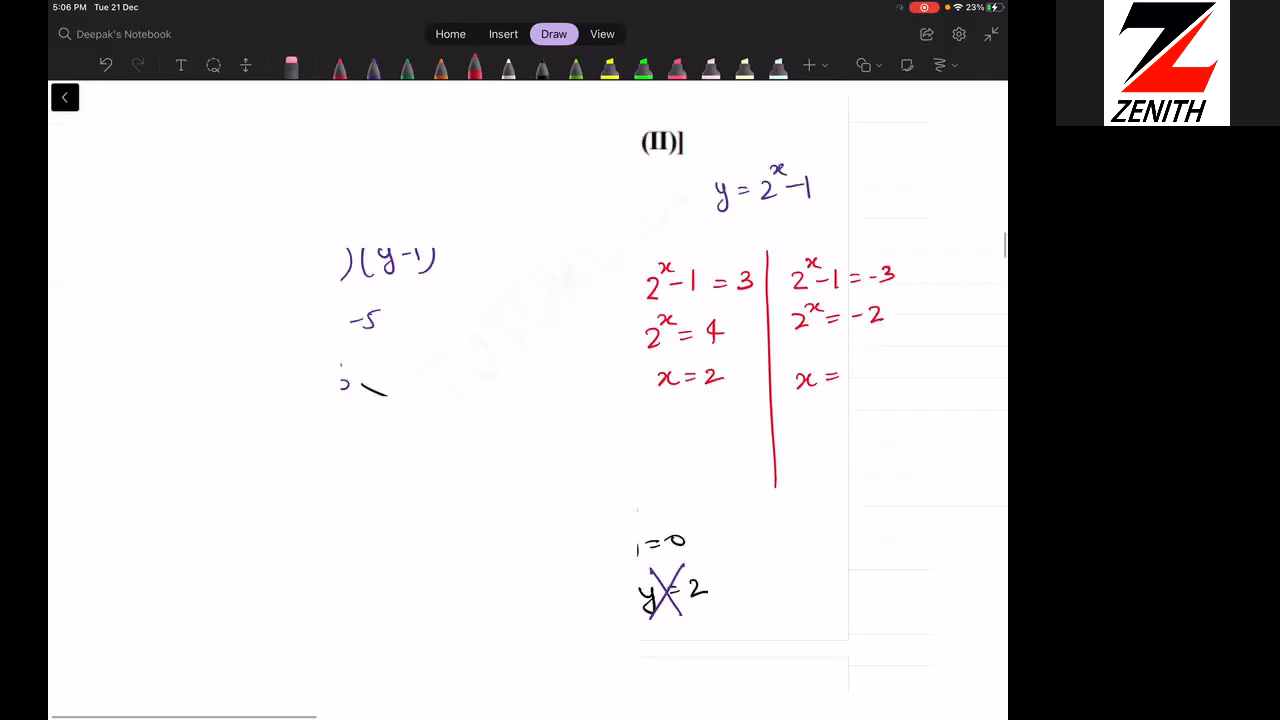 5:06 PM Tue 21 Dec
23%
Deepak's Notebook
Home Insert Draw View
ZENITH
(II)]
y = 2^x - 1
)(y-1)
-5
2^x - 1 = 3
2^x = 4
x = 2
2^x - 1 = -3
2^x = -2
x =
=0
y = 2